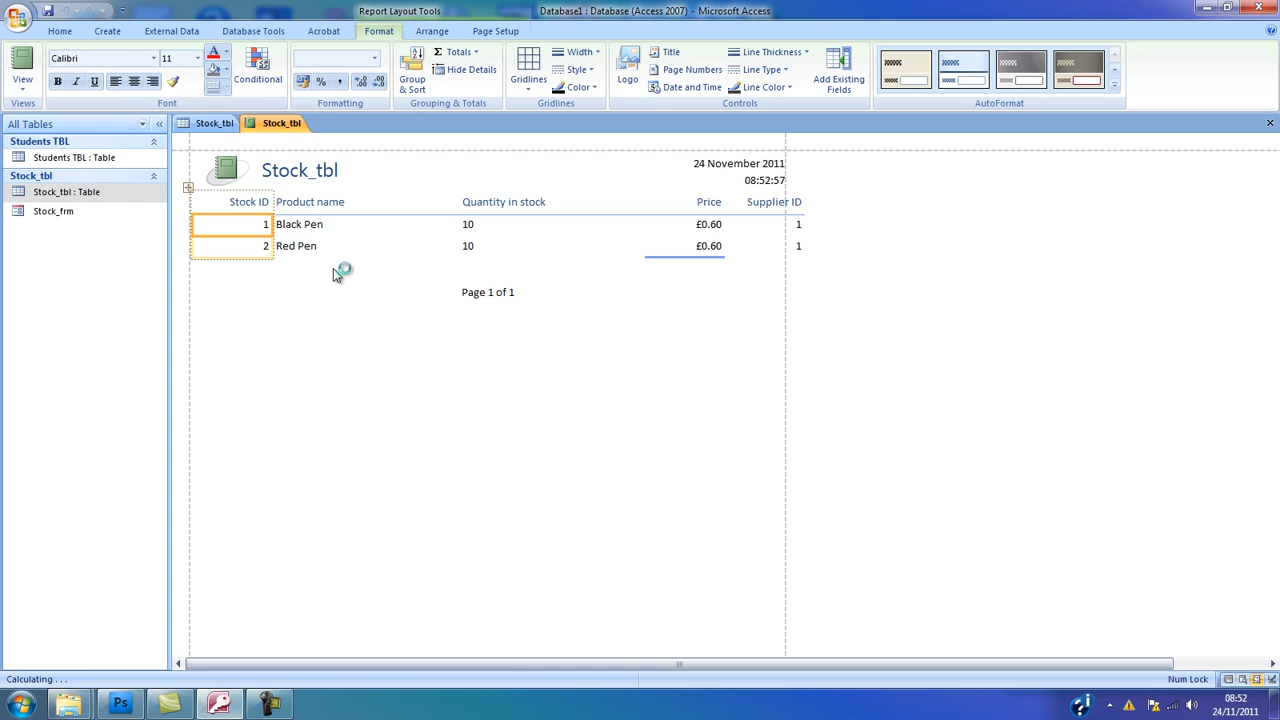 Report Layout Tools
Database1 : Database (Access 2007) - Microsoft Access
Home Create External Data Database Tools Acrobat Format Arrange Page Setup
View
Views
Calibri 11
B I U
Conditional
Font
Formatting
Group & Sort
Σ Totals
Hide Details
Grouping & Totals
Gridlines
Width
Style
Color
Gridlines
Logo
Title
Page Numbers
Date and Time
Line Thickness
Line Type
Line Color
Add Existing Fields
Controls
AutoFormat
All Tables
Students TBL
Students TBL : Table
Stock_tbl
Stock_tbl : Table
Stock_frm
Stock_tbl Stock_tbl
Stock_tbl
24 November 2011
08:52:57
Stock ID Product name Quantity in stock Price Supplier ID
1 Black Pen 10 £0.60 1
2 Red Pen 10 £0.60 1
Page 1 of 1
Calculating . . .
Num Lock
Ps
08:52
24/11/2011